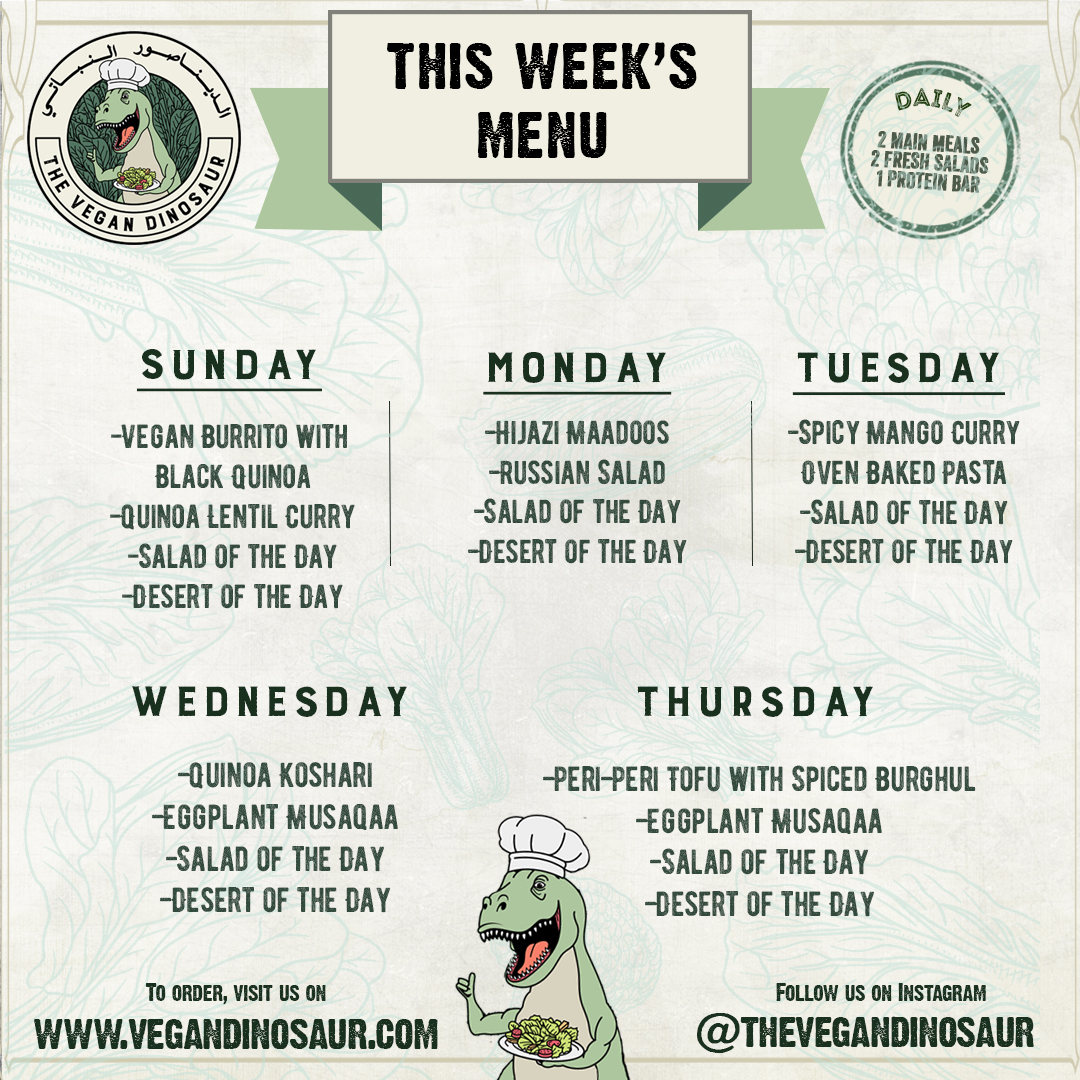 الديناصور النباتي
THE VEGAN DINOSAUR
THIS WEEK'S
MENU
DAILY
2 MAIN MEALS
2 FRESH SALADS
1 PROTEIN BAR
SUNDAY
-VEGAN BURRITO WITH
BLACK QUINOA
-QUINOA LENTIL CURRY
-SALAD OF THE DAY
-DESERT OF THE DAY
MONDAY
-HIJAZI MAADOOS
-RUSSIAN SALAD
-SALAD OF THE DAY
-DESERT OF THE DAY
TUESDAY
-SPICY MANGO CURRY
OVEN BAKED PASTA
-SALAD OF THE DAY
-DESERT OF THE DAY
WEDNESDAY
-QUINOA KOSHARI
-EGGPLANT MUSAQAA
-SALAD OF THE DAY
-DESERT OF THE DAY
THURSDAY
-PERI-PERI TOFU WITH SPICED BURGHUL
-EGGPLANT MUSAQAA
-SALAD OF THE DAY
-DESERT OF THE DAY
TO ORDER, VISIT US ON
WWW.VEGANDINOSAUR.COM
FOLLOW US ON INSTAGRAM
@THEVEGANDINOSAUR